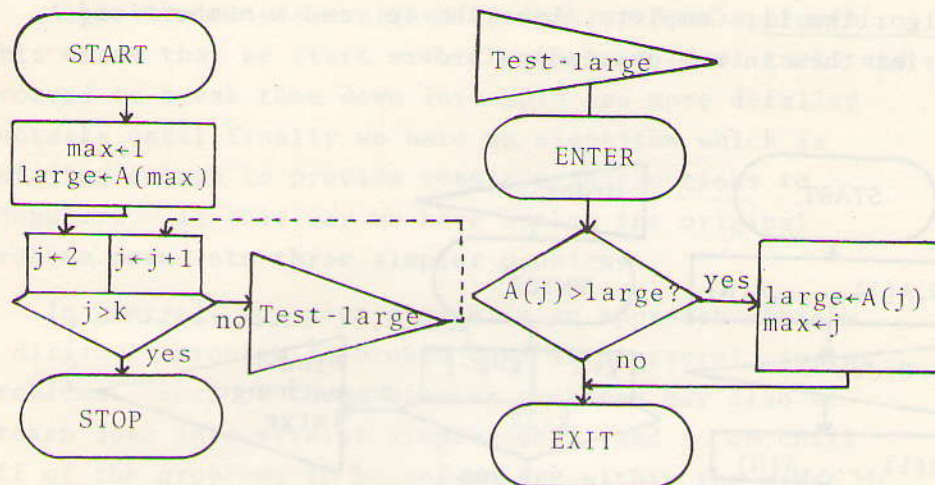 START
max←1
large←A(max)
j←2
j←j+1
j>k
no
yes
Test-large
STOP
Test-large
ENTER
A(j)>large?
yes
large←A(j)
max←j
no
EXIT